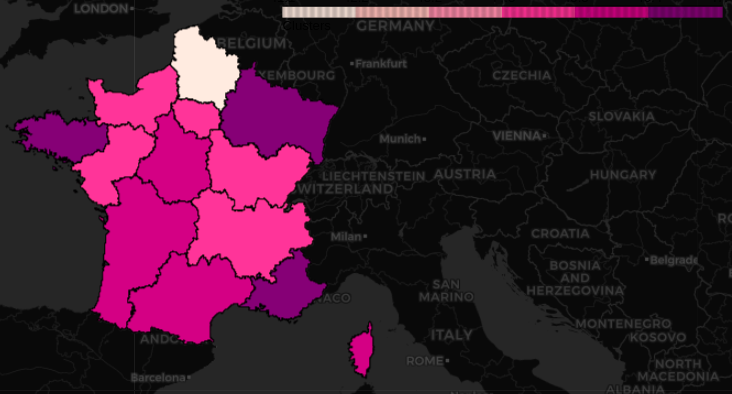 LONDON
BELGIUM
GERMANY
Frankfurt
CZECHIA
SLOVAKIA
Munich
VIENNA
LIECHTENSTEIN
AUSTRIA
HUNGARY
Milan
CROATIA
BOSNIA
AND
HERZEGOVINA
Belgrade
SAN
MARINO
MONTENEGRO
KOSOVO
ITALY
ROME
NORTH
MACEDONIA
ALBANIA
Barcelona
ANDO
ACO
XEMBOURG
WITZERLAND